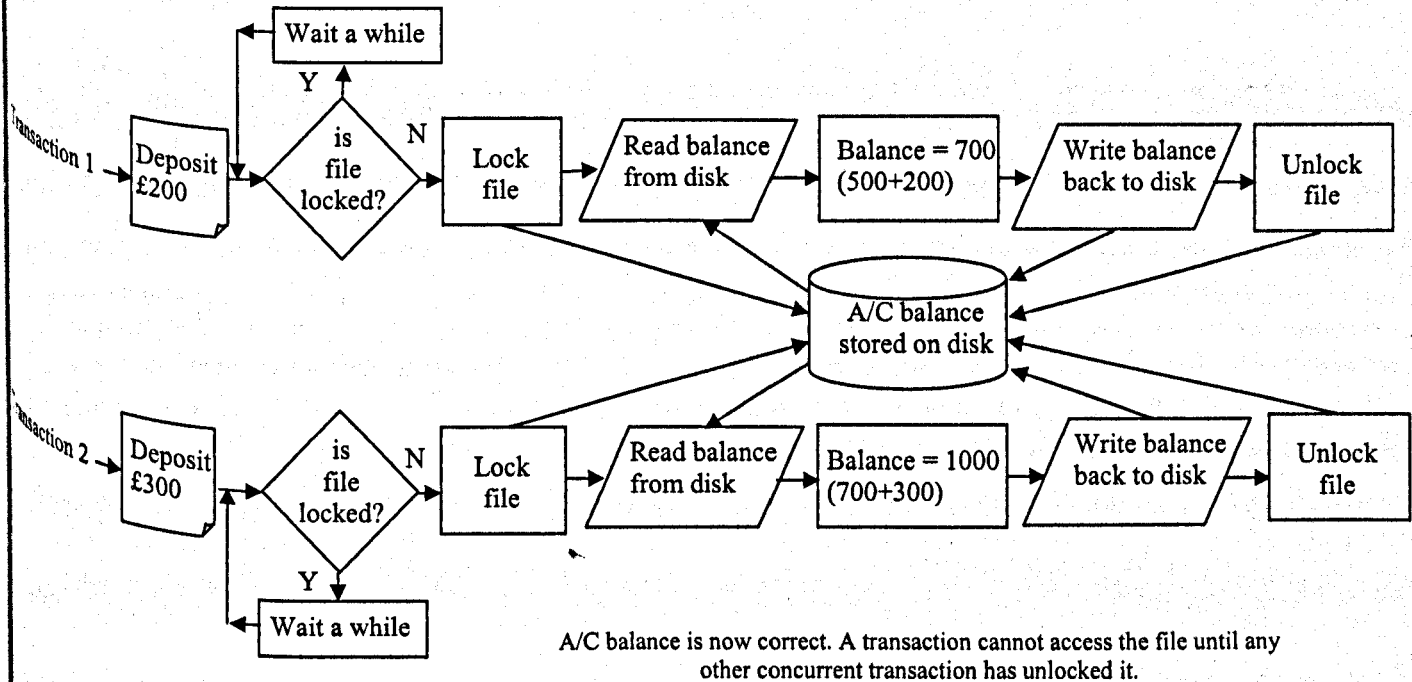 Wait a while
Y
Transaction 1
Deposit
£200
is
file
locked?
N
Lock
file
Read balance
from disk
Balance = 700
(500+200)
Write balance
back to disk
Unlock
file
A/C balance
stored on disk
Transaction 2
Deposit
£300
is
file
locked?
N
Lock
file
Read balance
from disk
Balance = 1000
(700+300)
Write balance
back to disk
Unlock
file
Y
Wait a while
A/C balance is now correct. A transaction cannot access the file until any
other concurrent transaction has unlocked it.